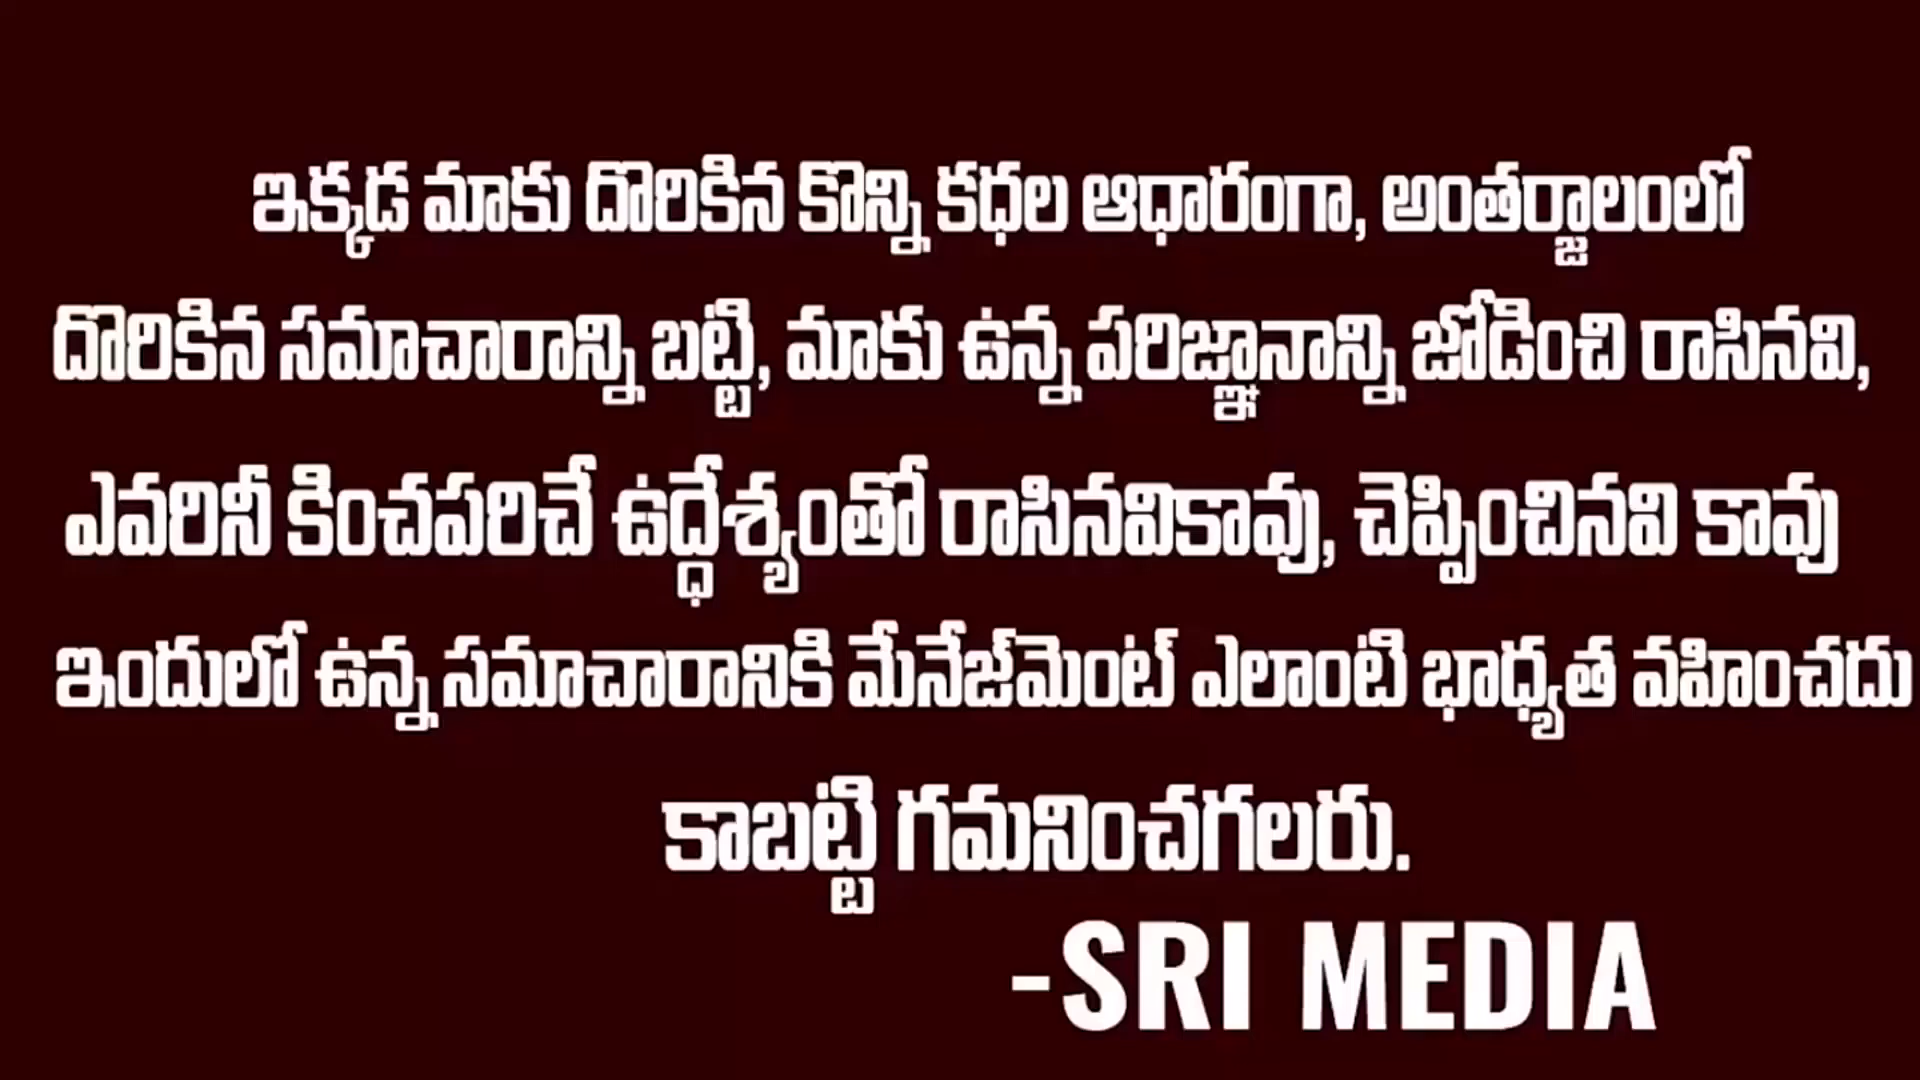 ఇక్కడ మాకు దొరికిన కొన్ని కధల ఆధారంగా, అంతర్జాలంలో
దొరికిన సమాచారాన్ని బట్టి, మాకు ఉన్న పరిజ్ఞానాన్ని జోడించి రాసినవి,
ఎవరినీ కించపరిచే ఉద్ధేశ్యంతో రాసినవికావు, చెప్పించినవి కావు
ఇందులో ఉన్న సమాచారానికి మేనేజ్‌మెంట్ ఎలాంటి భాధ్యత వహించదు
కాబట్టి గమనించగలరు.
-SRI MEDIA